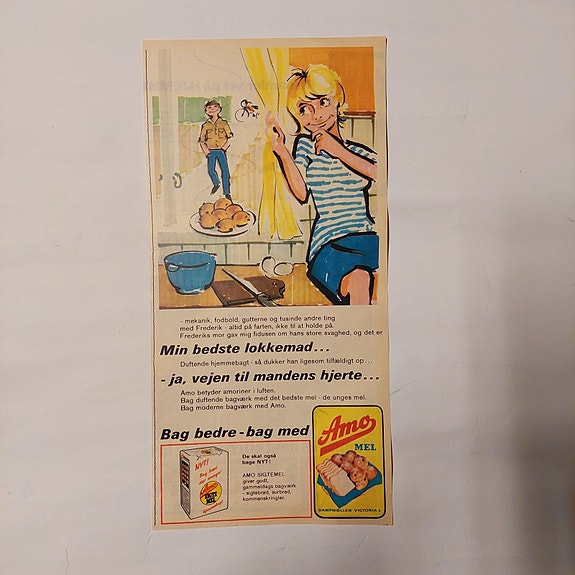 - mekanik, fodbold, gutterne og tusinde andre ting
med Frederik - altid på farten, ikke til at holde på.
Frederiks mor gav mig fidusen om hans store svaghed, og det er
Min bedste lokkemad...
Duftende hjemmebagt - så dukker han ligesom tilfældigt op...
- ja, vejen til mandens hjerte...
Amo betyder amoriner i luften.
Bag duftende bagværk med det bedste mel - de unges mel.
Bag moderne bagværk med Amo.
Bag bedre - bag med
Amo
MEL
DAMPMØLLEN VICTORIA
NYT!
Amo
SIGTE
MEL
De skal også
bage NYT!
AMO SIGTEMEL
giver godt,
gammeldags bagværk
- sigtebrød, surbrød,
kommenskringler.